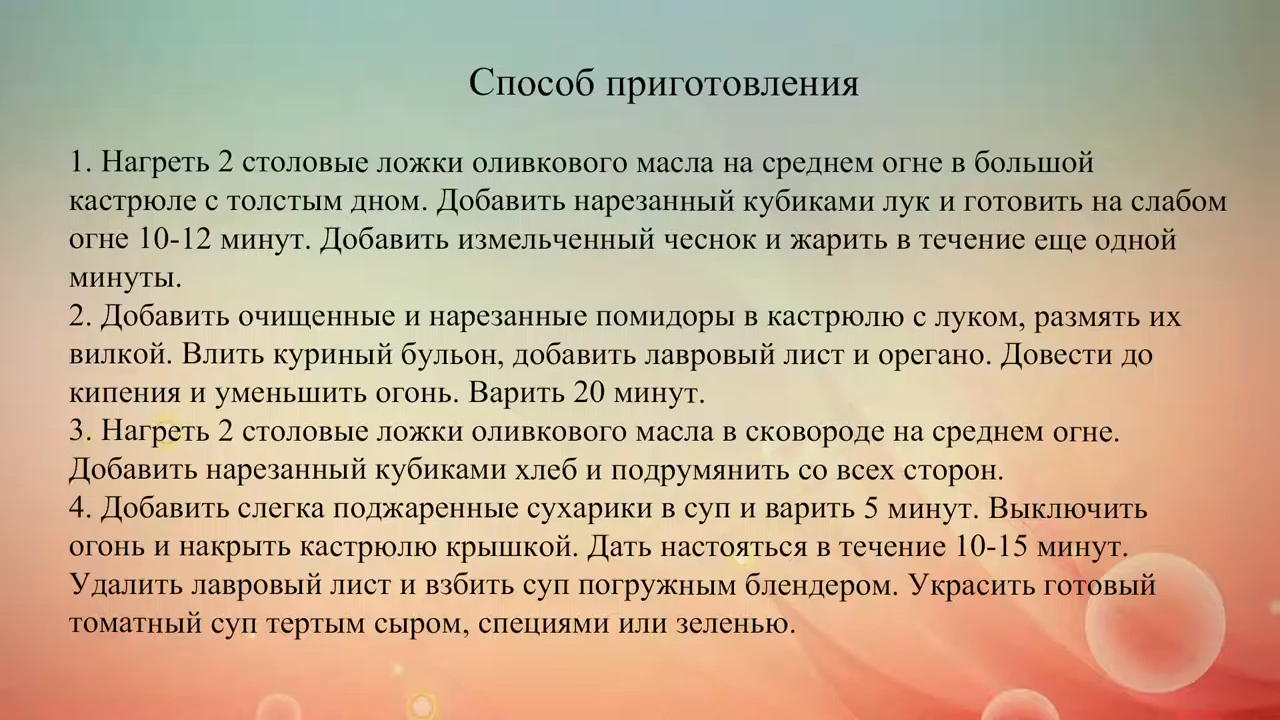 Способ приготовления
1. Нагреть 2 столовые ложки оливкового масла на среднем огне в большой
кастрюле с толстым дном. Добавить нарезанный кубиками лук и готовить на слабом
огне 10-12 минут. Добавить измельченный чеснок и жарить в течение еще одной
минуты.
2. Добавить очищенные и нарезанные помидоры в кастрюлю с луком, размять их
вилкой. Влить куриный бульон, добавить лавровый лист и орегано. Довести до
кипения и уменьшить огонь. Варить 20 минут.
3. Нагреть 2 столовые ложки оливкового масла в сковороде на среднем огне.
Добавить нарезанный кубиками хлеб и подрумянить со всех сторон.
4. Добавить слегка поджаренные сухарики в суп и варить 5 минут. Выключить
огонь и накрыть кастрюлю крышкой. Дать настояться в течение 10-15 минут.
Удалить лавровый лист и взбить суп погружным блендером. Украсить готовый
томатный суп тертым сыром, специями или зеленью.